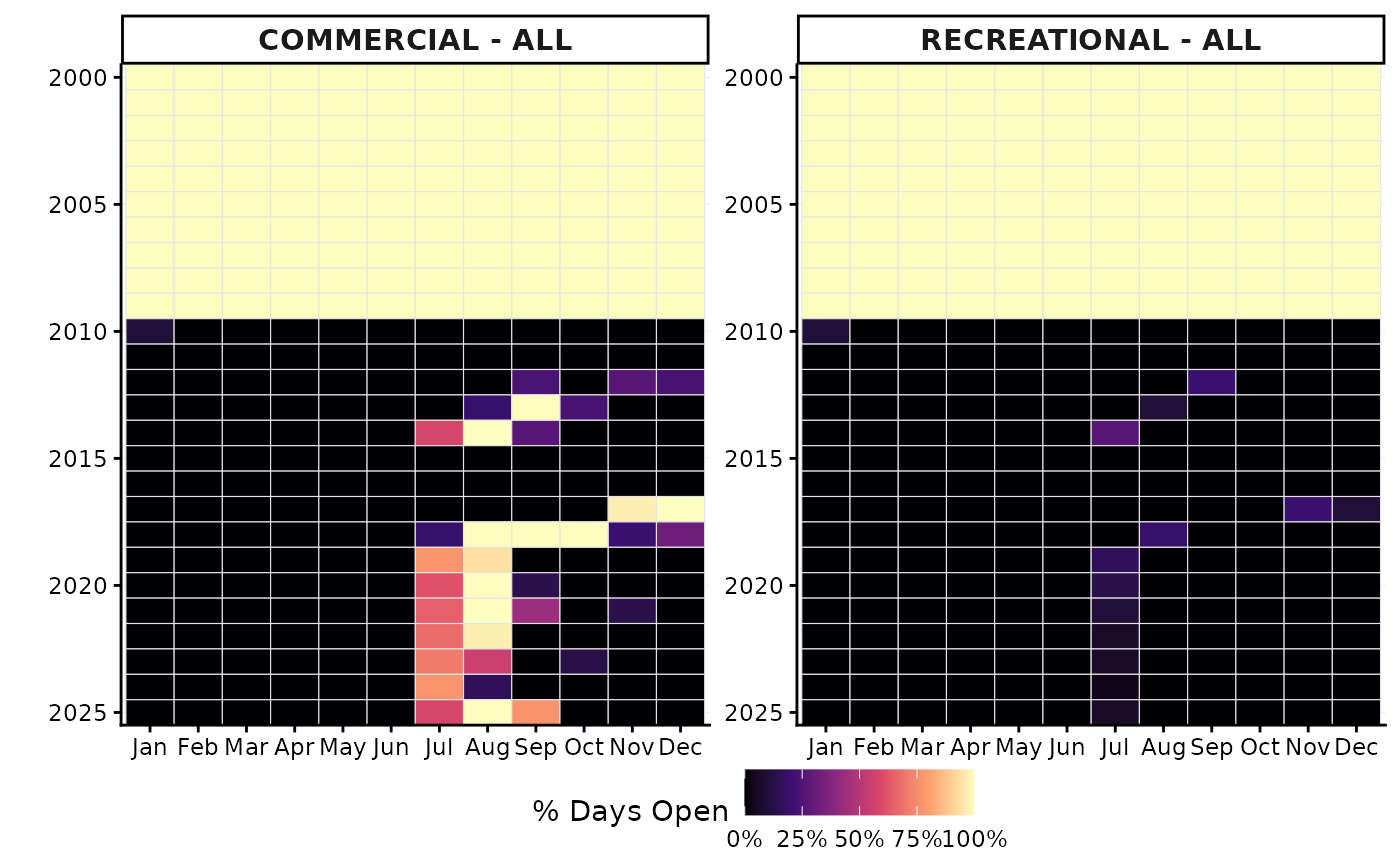 COMMERCIAL - ALL
RECREATIONAL - ALL
2000
2005
2010
2015
2020
2025
2000
2005
2010
2015
2020
2025
Jan Feb Mar Apr May Jun Jul Aug Sep Oct Nov Dec
Jan Feb Mar Apr May Jun Jul Aug Sep Oct Nov Dec
% Days Open
0% 25% 50% 75% 100%